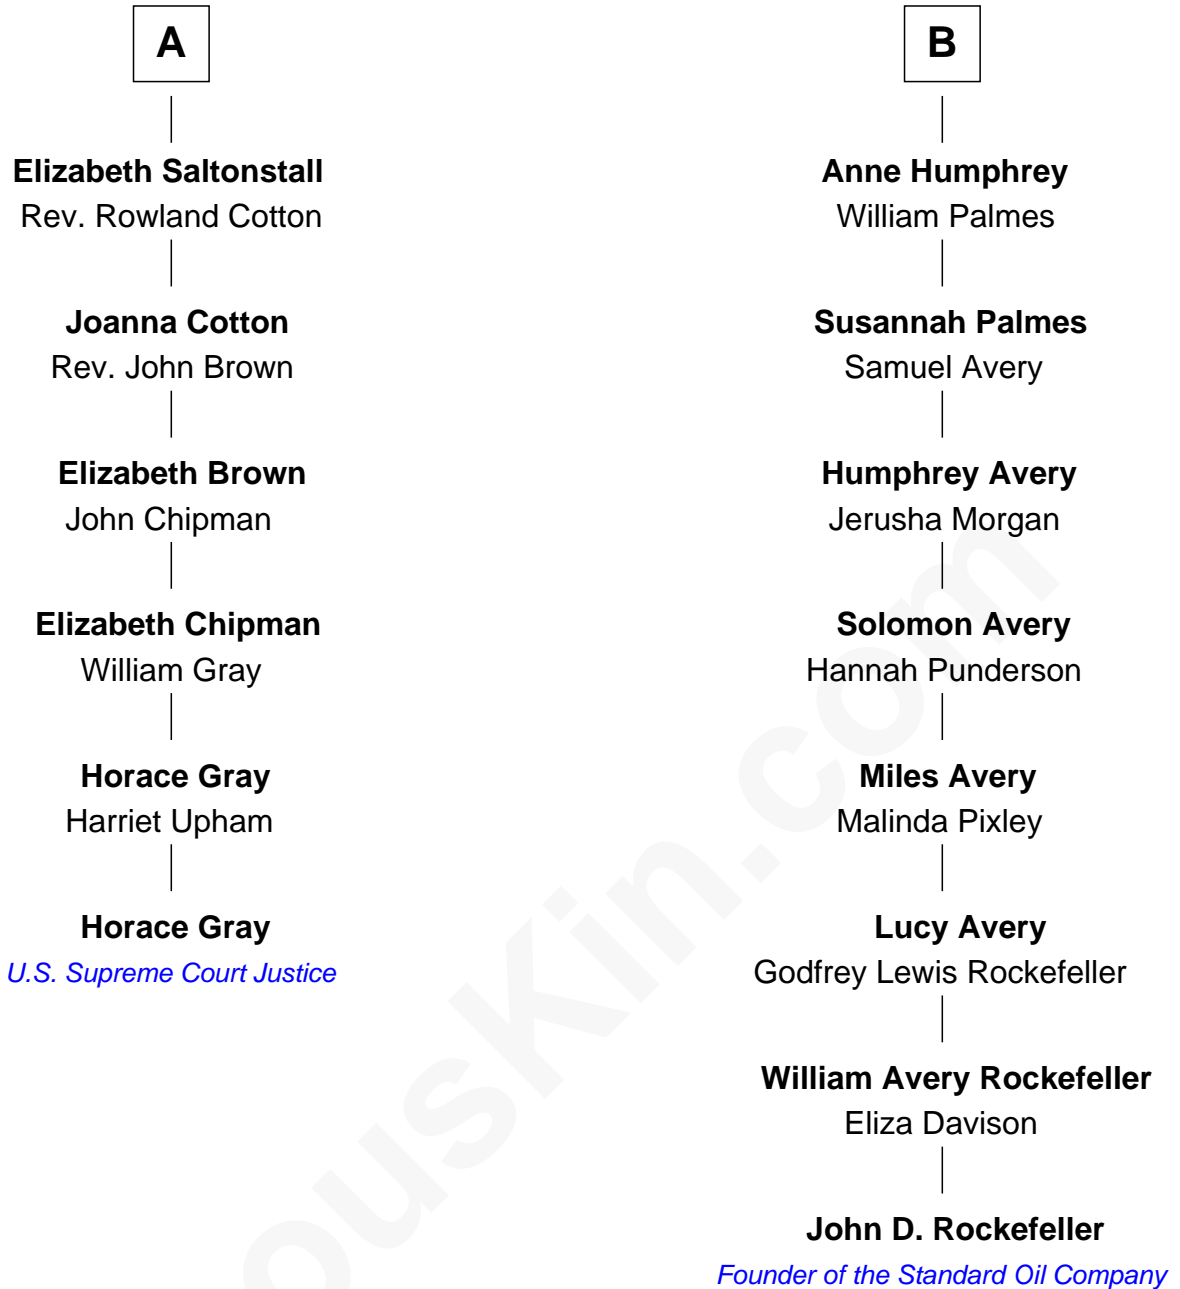 A
Elizabeth Saltonstall
Rev. Rowland Cotton
Joanna Cotton
Rev. John Brown
Elizabeth Brown
John Chipman
Elizabeth Chipman
William Gray
Horace Gray
Harriet Upham
Horace Gray
U.S. Supreme Court Justice
B
Anne Humphrey
William Palmes
Susannah Palmes
Samuel Avery
Humphrey Avery
Jerusha Morgan
Solomon Avery
Hannah Punderson
Miles Avery
Malinda Pixley
Lucy Avery
Godfrey Lewis Rockefeller
William Avery Rockefeller
Eliza Davison
John D. Rockefeller
Founder of the Standard Oil Company
ousKin.com